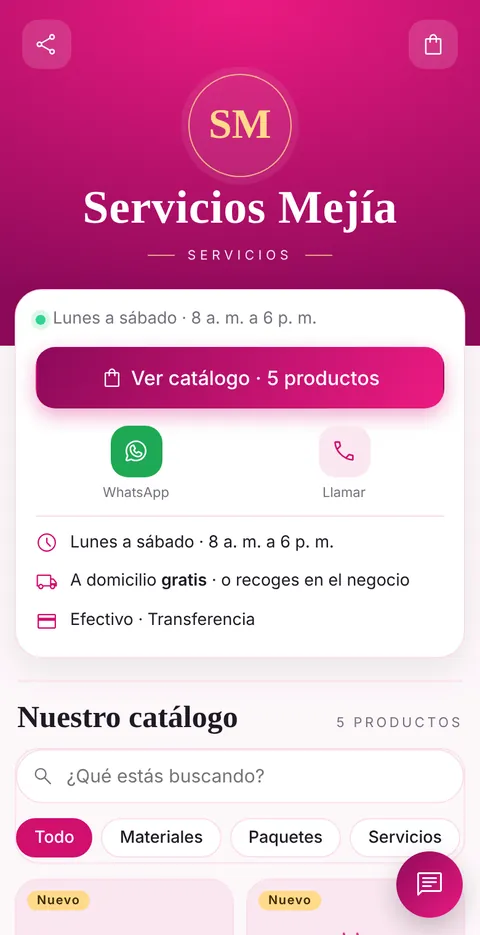 SM
Servicios Mejía
SERVICIOS
Lunes a sábado · 8 a. m. a 6 p. m.
Ver catálogo · 5 productos
WhatsApp
Llamar
Lunes a sábado · 8 a. m. a 6 p. m.
A domicilio gratis · o recoges en el negocio
Efectivo · Transferencia
Nuestro catálogo
5 PRODUCTOS
¿Qué estás buscando?
Todo
Materiales
Paquetes
Servicios
Nuevo
Nuevo